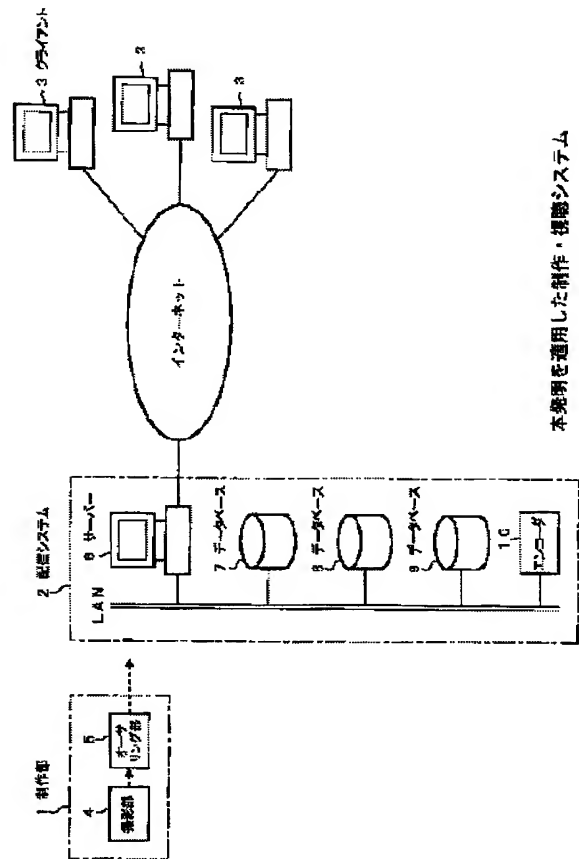 1 制作部
4
撮影部
5
オーサ
リング部
2 配信システム
LAN
6 サーバー
7 データベース
8 データベース
9 データベース
10
エンコーダ
インターネット
3 クライアント
3
3
本発明を適用した制作・視聴システム